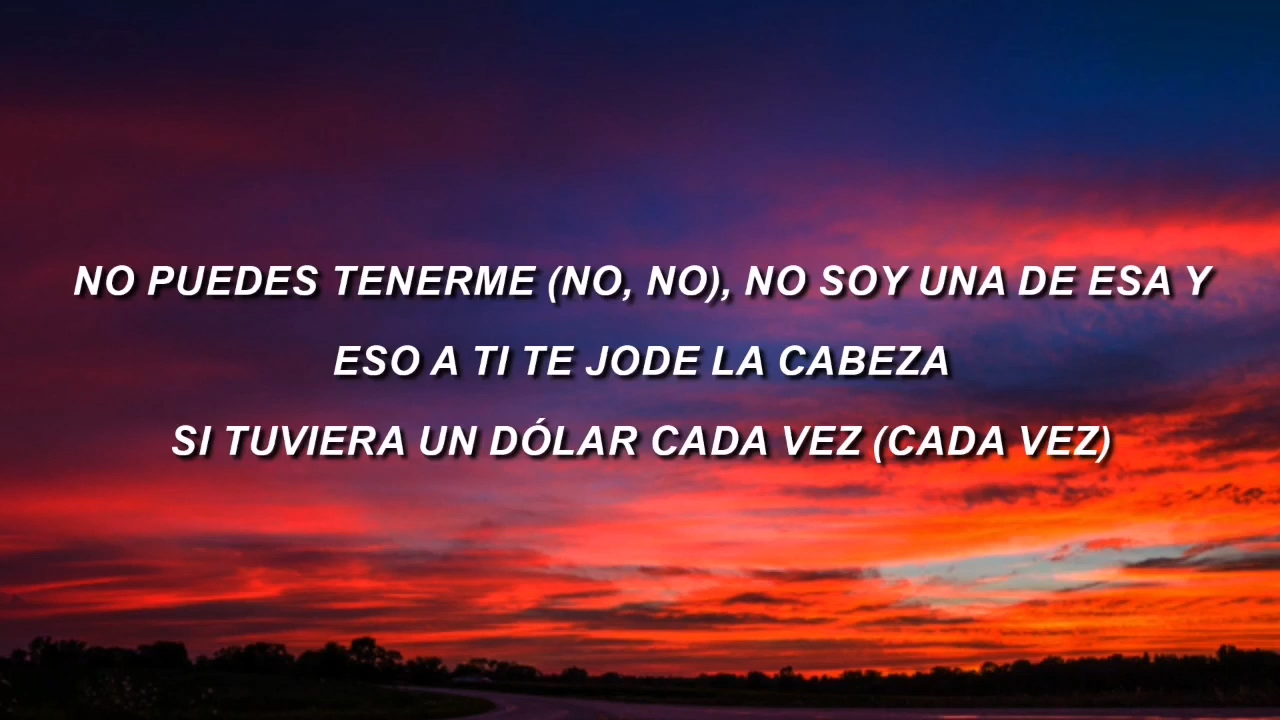 NO PUEDES TENERME (NO, NO), NO SOY UNA DE ESA Y
ESO A TI TE JODE LA CABEZA
SI TUVIERA UN DÓLAR CADA VEZ (CADA VEZ)